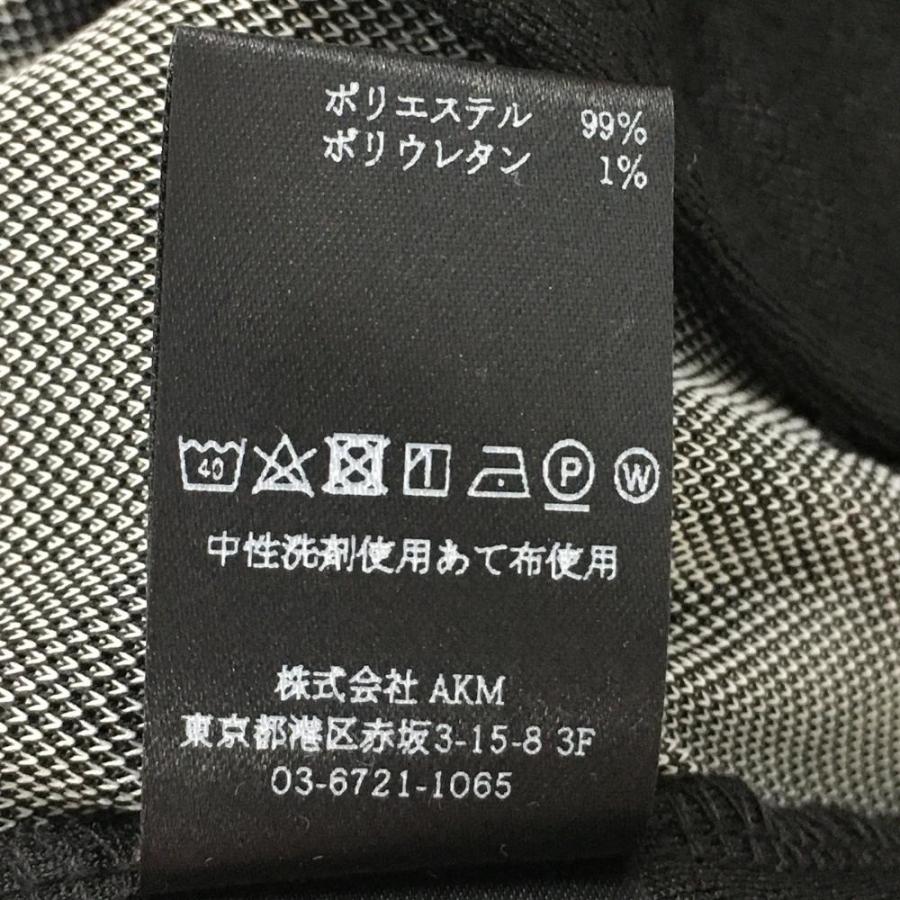 ポリエステル 99%
ポリウレタン 1%
40 P W
中性洗剤使用あて布使用
株式会社 AKM
東京都港区赤坂3-15-8 3F
03-6721-1065